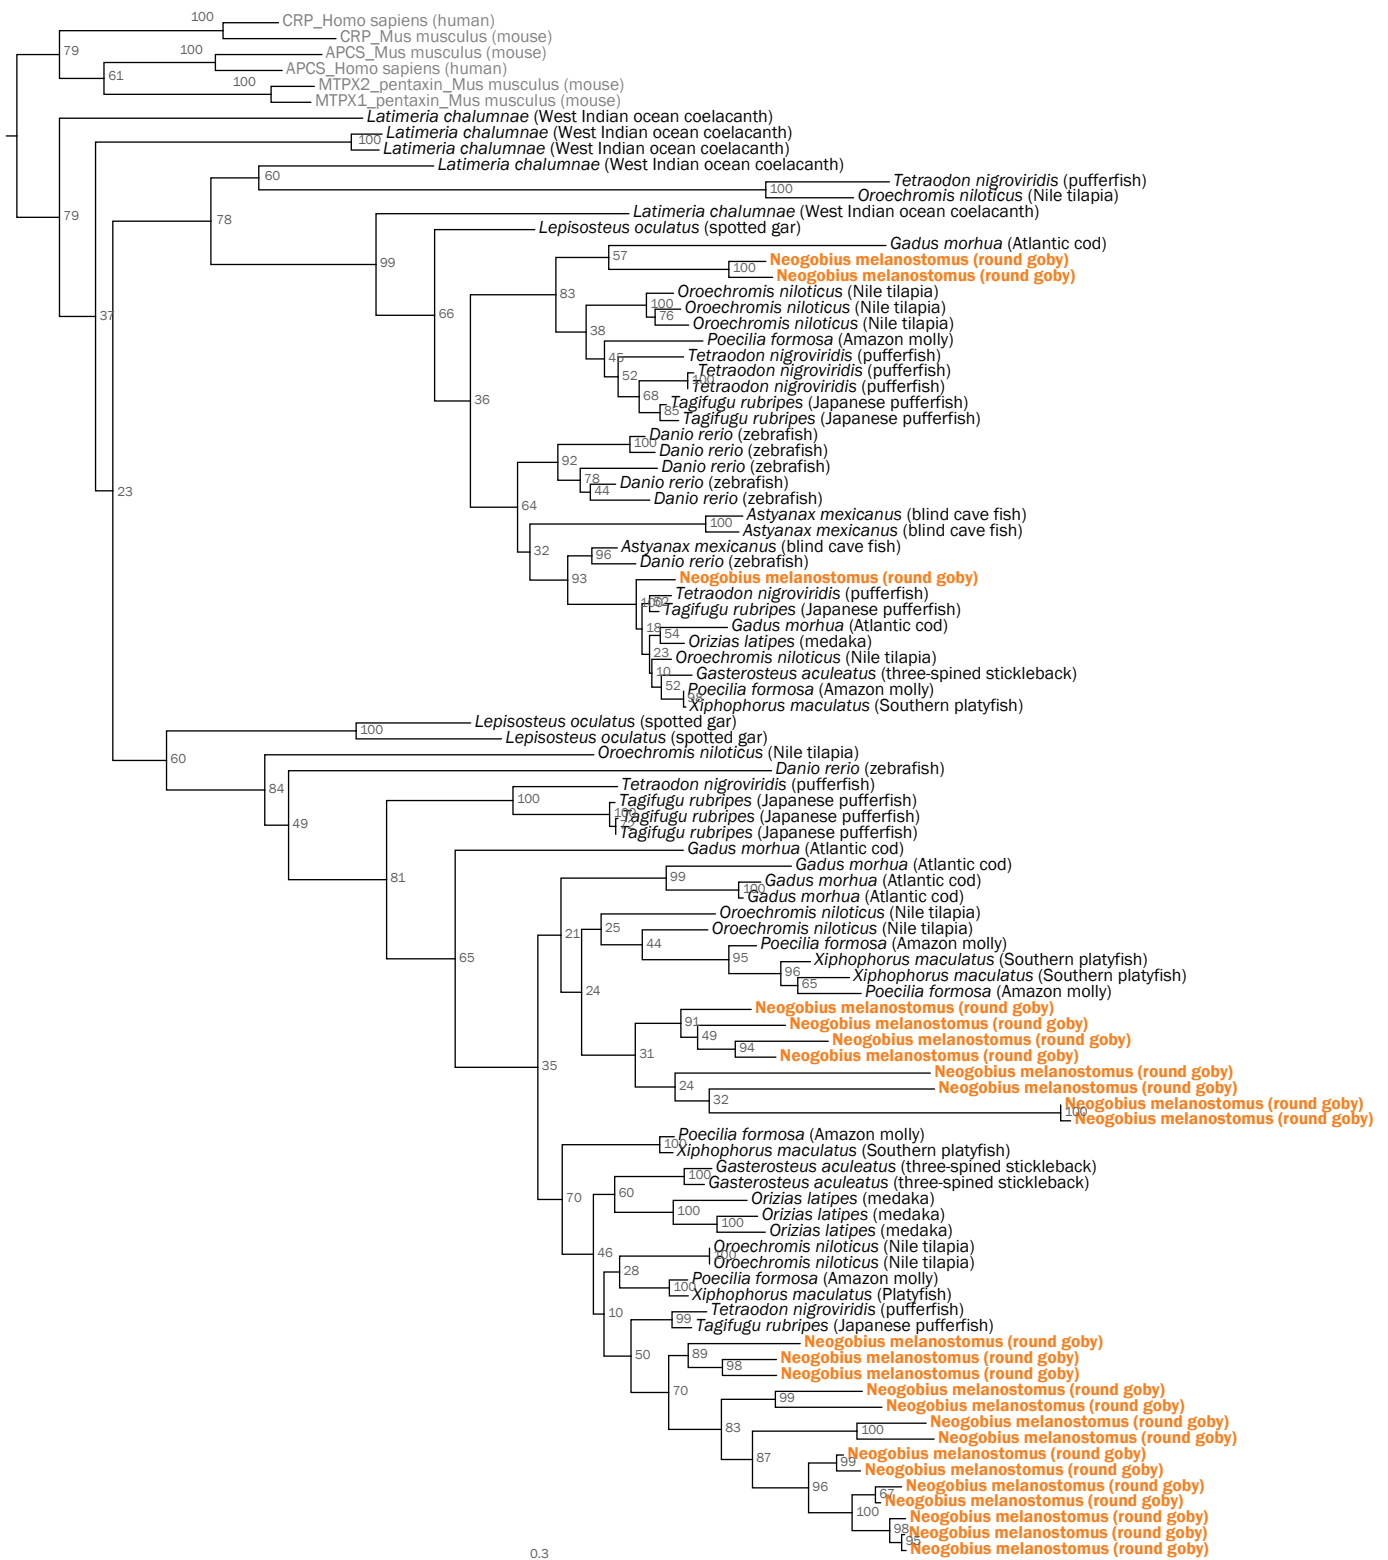 100
CRP_Homo sapiens (human)
CRP_Mus musculus (mouse)
79
100
APCS_Mus musculus (mouse)
APCS_Homo sapiens (human)
61
100
MTPX2_pentaxin_Mus musculus (mouse)
MTPX1_pentaxin_Mus musculus (mouse)
Latimeria chalumnae (West Indian ocean coelacanth)
Latimeria chalumnae (West Indian ocean coelacanth)
100
Latimeria chalumnae (West Indian ocean coelacanth)
Latimeria chalumnae (West Indian ocean coelacanth)
60
Tetraodon nigroviridis (pufferfish)
100
Oroechromis niloticus (Nile tilapia)
Latimeria chalumnae (West Indian ocean coelacanth)
79
78
Lepisosteus oculatus (spotted gar)
Gadus morhua (Atlantic cod)
57
99
Neogobius melanostomus (round goby)
100
Neogobius melanostomus (round goby)
83
Oroechromis niloticus (Nile tilapia)
100
Oroechromis niloticus (Nile tilapia)
76
37
66
Oroechromis niloticus (Nile tilapia)
38
Poecilia formosa (Amazon molly)
45
Tetraodon nigroviridis (pufferfish)
52
Tetraodon nigroviridis (pufferfish)
100
Tetraodon nigroviridis (pufferfish)
68
36
Tagifugu rubripes (Japanese pufferfish)
85
Tagifugu rubripes (Japanese pufferfish)
Danio rerio (zebrafish)
100
Danio rerio (zebrafish)
92
Danio rerio (zebrafish)
78
Danio rerio (zebrafish)
44
23
Danio rerio (zebrafish)
64
Astyanax mexicanus (blind cave fish)
100
Astyanax mexicanus (blind cave fish)
32
Astyanax mexicanus (blind cave fish)
96
Danio rerio (zebrafish)
93
Neogobius melanostomus (round goby)
Tetraodon nigroviridis (pufferfish)
100
Tagifugu rubripes (Japanese pufferfish)
Gadus morhua (Atlantic cod)
18
54
Orizias latipes (medaka)
23
Oroechromis niloticus (Nile tilapia)
10
Gasterosteus aculeatus (three-spined stickleback)
52
Poecilia formosa (Amazon molly)
98
Xiphophorus maculatus (Southern platyfish)
Lepisosteus oculatus (spotted gar)
100
Lepisosteus oculatus (spotted gar)
60
Oroechromis niloticus (Nile tilapia)
Danio rerio (zebrafish)
84
Tetraodon nigroviridis (pufferfish)
100
Tagifugu rubripes (Japanese pufferfish)
100
Tagifugu rubripes (Japanese pufferfish)
49
Tagifugu rubripes (Japanese pufferfish)
Gadus morhua (Atlantic cod)
Gadus morhua (Atlantic cod)
81
99
Gadus morhua (Atlantic cod)
100
Gadus morhua (Atlantic cod)
Oroechromis niloticus (Nile tilapia)
25
21
Oroechromis niloticus (Nile tilapia)
44
Poecilia formosa (Amazon molly)
65
95
Xiphophorus maculatus (Southern platyfish)
96
Xiphophorus maculatus (Southern platyfish)
65
24
Poecilia formosa (Amazon molly)
Neogobius melanostomus (round goby)
91
Neogobius melanostomus (round goby)
49
Neogobius melanostomus (round goby)
94
31
Neogobius melanostomus (round goby)
35
Neogobius melanostomus (round goby)
24
Neogobius melanostomus (round goby)
32
Neogobius melanostomus (round goby)
100
Neogobius melanostomus (round goby)
Poecilia formosa (Amazon molly)
100
Xiphophorus maculatus (Southern platyfish)
Gasterosteus aculeatus (three-spined stickleback)
100
Gasterosteus aculeatus (three-spined stickleback)
70
60
Orizias latipes (medaka)
100
Orizias latipes (medaka)
100
Orizias latipes (medaka)
46
Oroechromis niloticus (Nile tilapia)
100
Oroechromis niloticus (Nile tilapia)
28
Poecilia formosa (Amazon molly)
100
Xiphophorus maculatus (Platyfish)
10
Tetraodon nigroviridis (pufferfish)
99
Tagifugu rubripes (Japanese pufferfish)
Neogobius melanostomus (round goby)
50
89
Neogobius melanostomus (round goby)
98
Neogobius melanostomus (round goby)
70
Neogobius melanostomus (round goby)
99
Neogobius melanostomus (round goby)
83
Neogobius melanostomus (round goby)
100
Neogobius melanostomus (round goby)
87
Neogobius melanostomus (round goby)
99
Neogobius melanostomus (round goby)
96
Neogobius melanostomus (round goby)
67
Neogobius melanostomus (round goby)
100
Neogobius melanostomus (round goby)
98
Neogobius melanostomus (round goby)
95
Neogobius melanostomus (round goby)
0.3